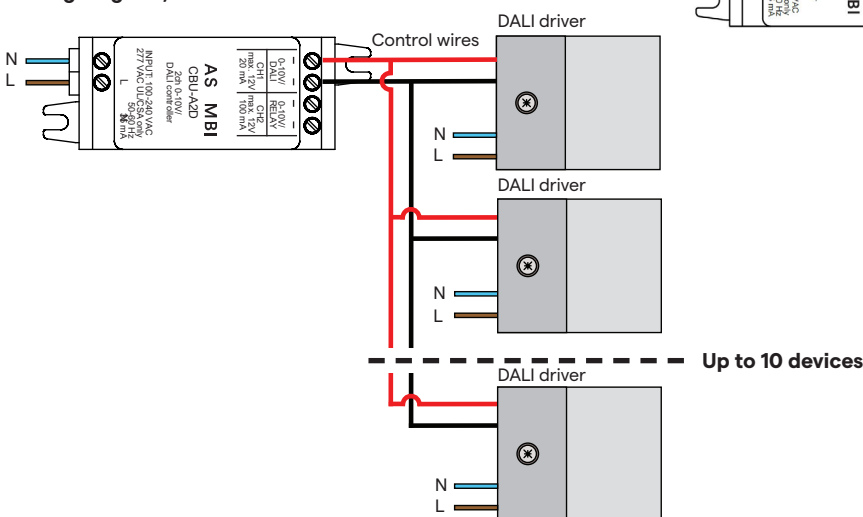 DALI driver
Control wires
N
L
INPUT: 100-240 VAC
277 VAC UL/CSA only
50-60 Hz
L
2ch 0-10V/
DALI controller
CBU-A2D
AS MBI
0-10V/
DALI
CH1
max. 12V
20 mA
0-10V/
RELAY
CH2
max. 12V
100 mA
N
L
DALI driver
N
L
Up to 10 devices
DALI driver
N
L